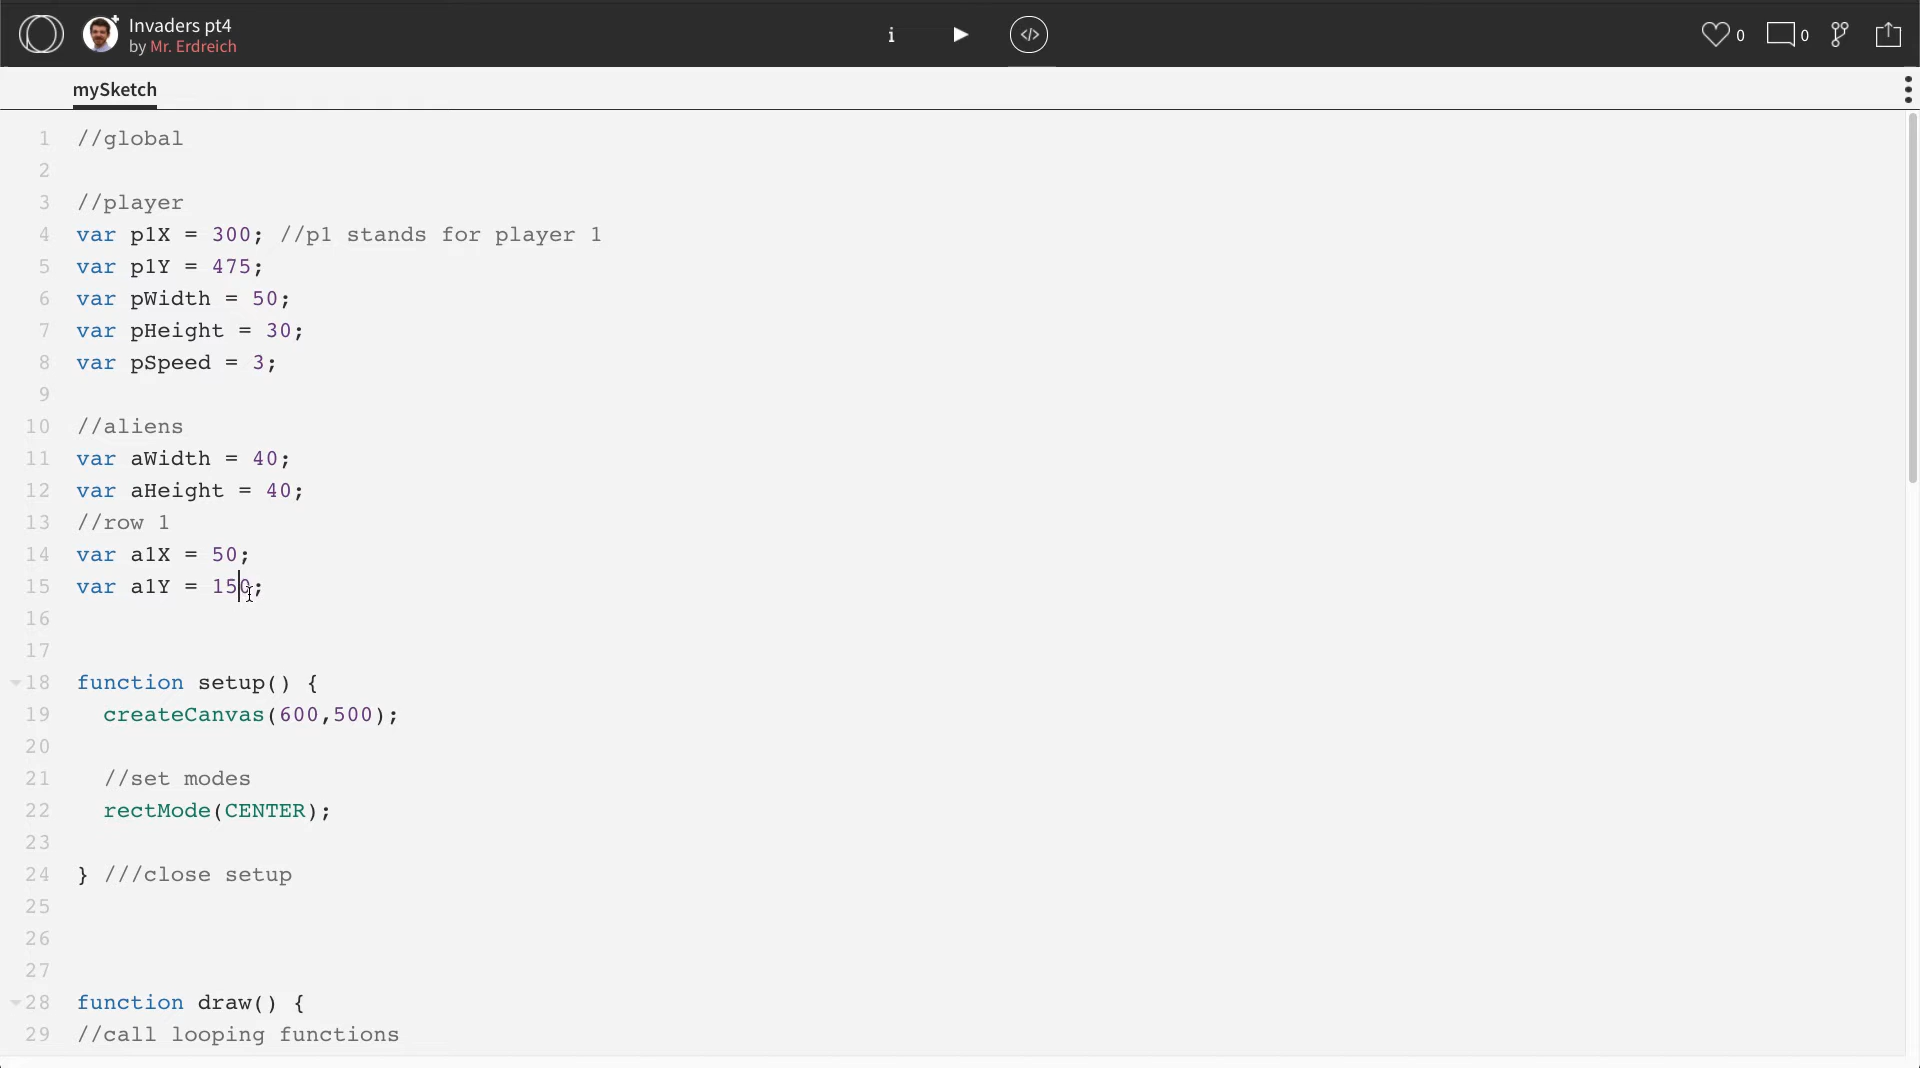 Invaders pt4
by Mr. Erdreich
i
</>
0
0
mySketch
1 //global
2
3 //player
4 var p1X = 300; //p1 stands for player 1
5 var p1Y = 475;
6 var pWidth = 50;
7 var pHeight = 30;
8 var pSpeed = 3;
9
10 //aliens
11 var aWidth = 40;
12 var aHeight = 40;
13 //row 1
14 var a1X = 50;
15 var a1Y = 150;
16
17
18 function setup() {
19 createCanvas(600,500);
20
21 //set modes
22 rectMode(CENTER);
23
24 } ///close setup
25
26
27
28 function draw() {
29 //call looping functions